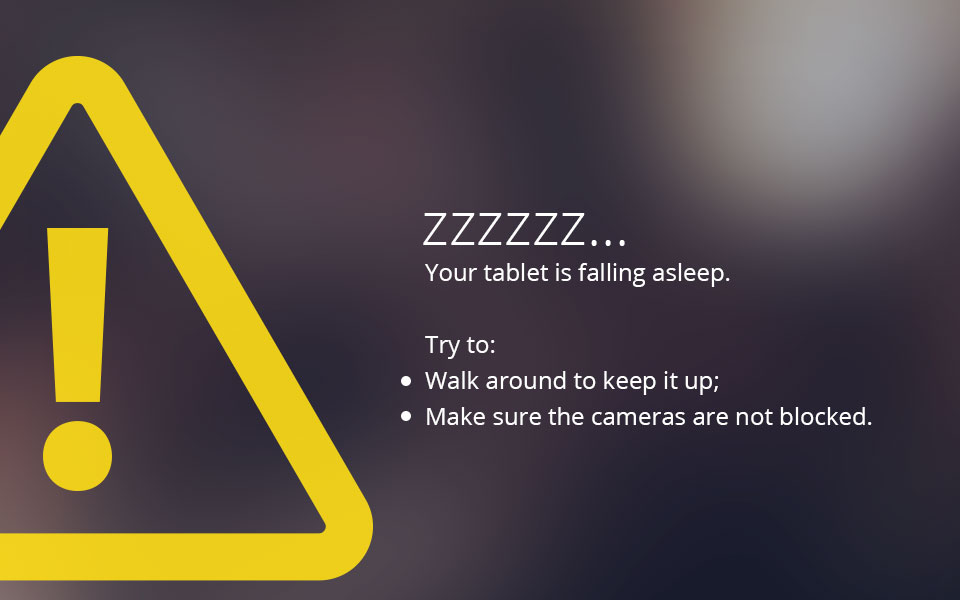 ZZZZZZ...
Your tablet is falling asleep.
Try to:
• Walk around to keep it up;
• Make sure the cameras are not blocked.